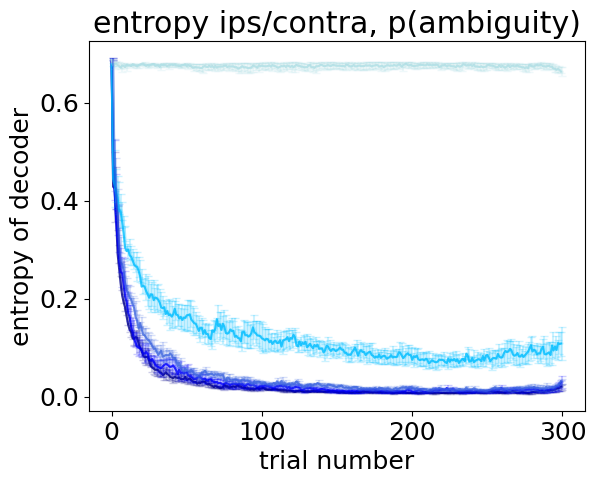 entropy ips/contra, p(ambiguity)
entropy of decoder
0.6
0.4
0.2
0.0
0 100 200 300
trial number